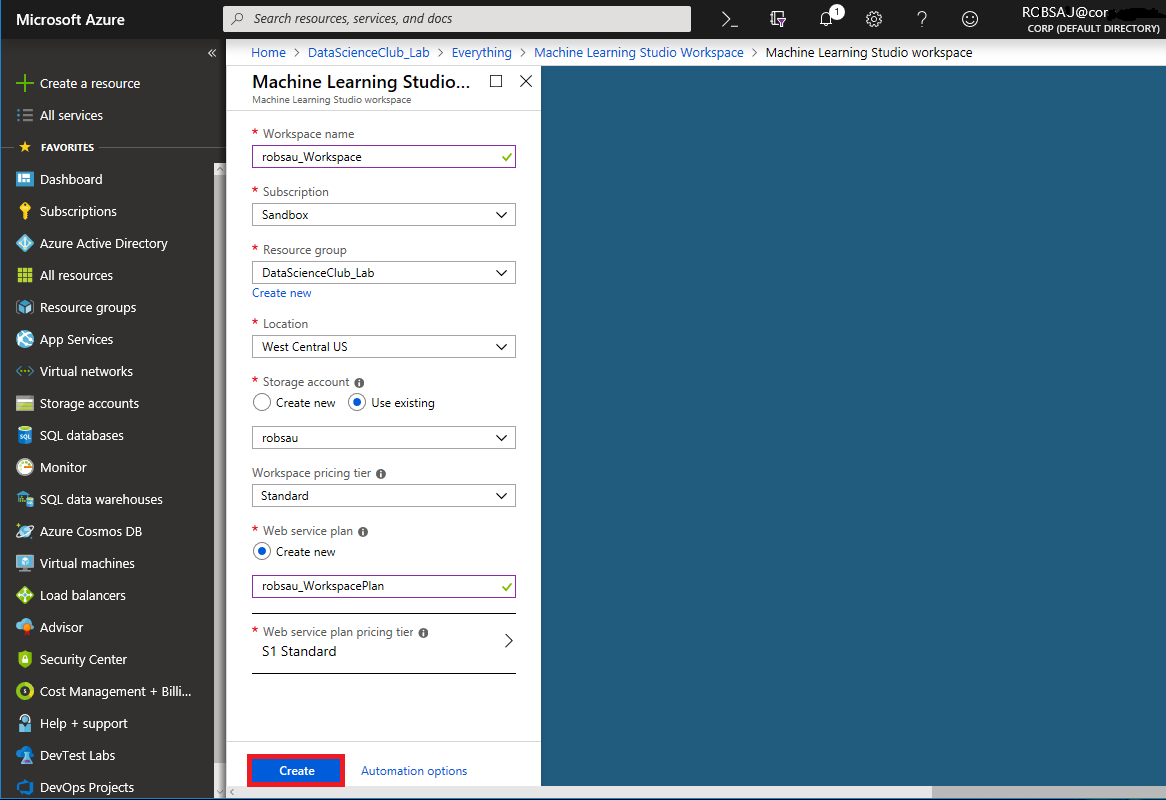 Microsoft Azure
Search resources, services, and docs
1
RCBSAJ@cor
CORP (DEFAULT DIRECTORY)
Home > DataScienceClub_Lab > Everything > Machine Learning Studio Workspace > Machine Learning Studio workspace
Create a resource
All services
FAVORITES
Dashboard
Subscriptions
Azure Active Directory
All resources
Resource groups
App Services
Virtual networks
Storage accounts
SQL databases
Monitor
SQL data warehouses
Azure Cosmos DB
Virtual machines
Load balancers
Advisor
Security Center
Cost Management + Billi...
Help + support
DevTest Labs
DevOps Projects
Machine Learning Studio...
Machine Learning Studio workspace
* Workspace name
robsau_Workspace
* Subscription
Sandbox
* Resource group
DataScienceClub_Lab
Create new
* Location
West Central US
* Storage account
Create new Use existing
robsau
Workspace pricing tier
Standard
* Web service plan
Create new
robsau_WorkspacePlan
* Web service plan pricing tier
S1 Standard
Create Automation options